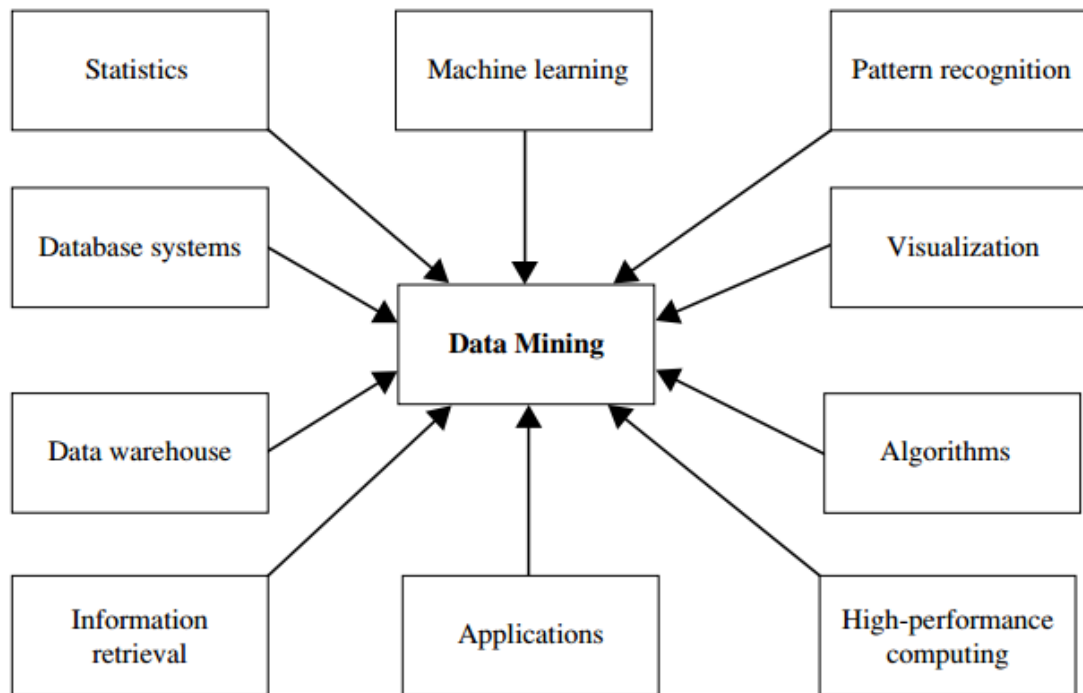 Statistics
Machine learning
Pattern recognition
Database systems
Visualization
Data Mining
Data warehouse
Algorithms
Information
retrieval
Applications
High-performance
computing